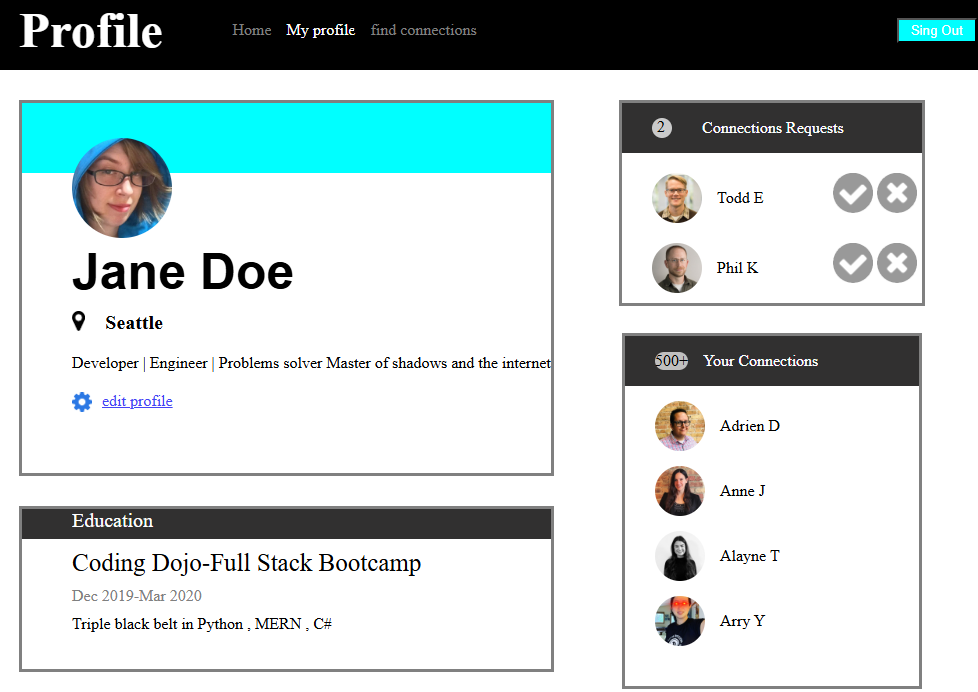 Profile
Home My profile find connections
Sing Out
Jane Doe
Seattle
Developer | Engineer | Problems solver Master of shadows and the internet
edit profile
Education
Coding Dojo-Full Stack Bootcamp
Dec 2019-Mar 2020
Triple black belt in Python , MERN , C#
2 Connections Requests
Todd E
Phil K
500+ Your Connections
Adrien D
Anne J
Alayne T
Arry Y